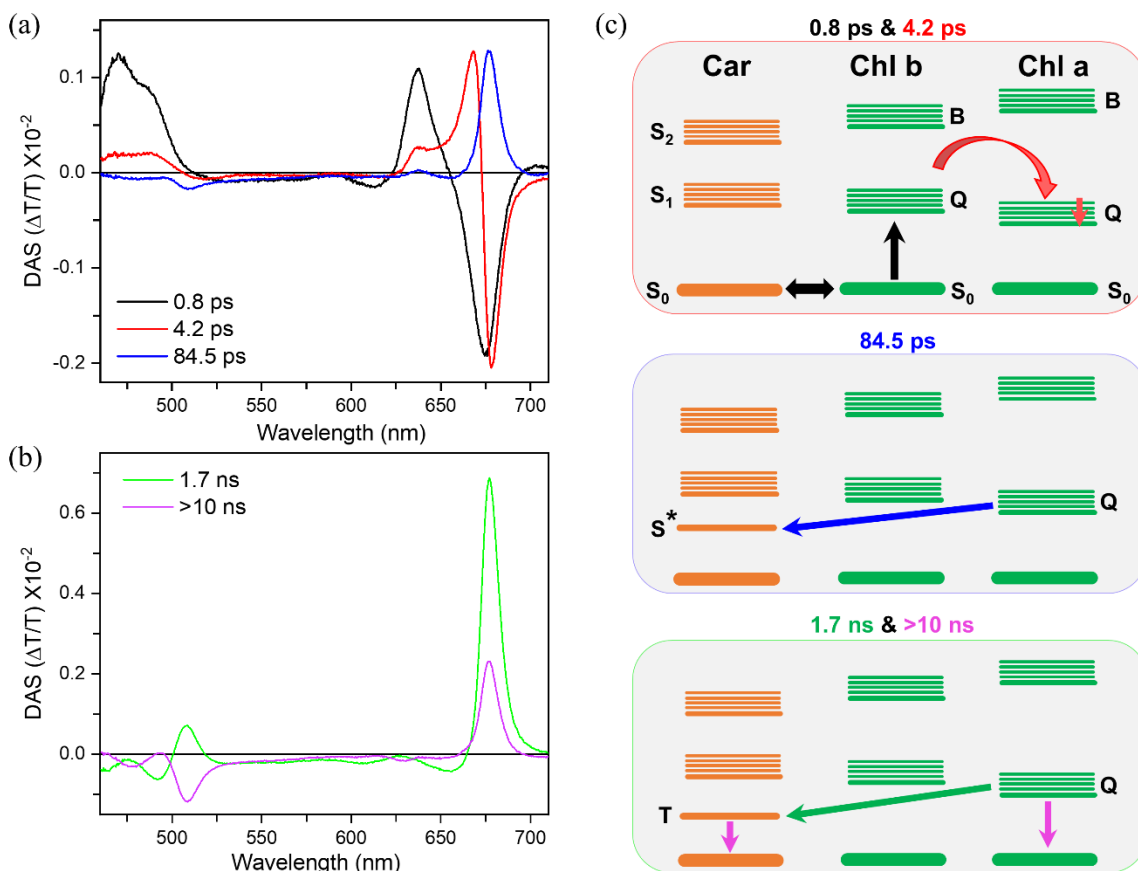 (a)
DAS (ΔT/T) X10⁻²
0.1
0.0
-0.1
-0.2
0.8 ps
4.2 ps
84.5 ps
500 550 600 650 700
Wavelength (nm)
(b)
DAS (ΔT/T) X10⁻²
0.6
0.4
0.2
0.0
1.7 ns
>10 ns
500 550 600 650 700
Wavelength (nm)
(c)
0.8 ps & 4.2 ps
Car Chl b Chl a
B B
S₂
S₁ Q Q
S₀ S₀ S₀
84.5 ps
Q
S*
1.7 ns & >10 ns
Q
T